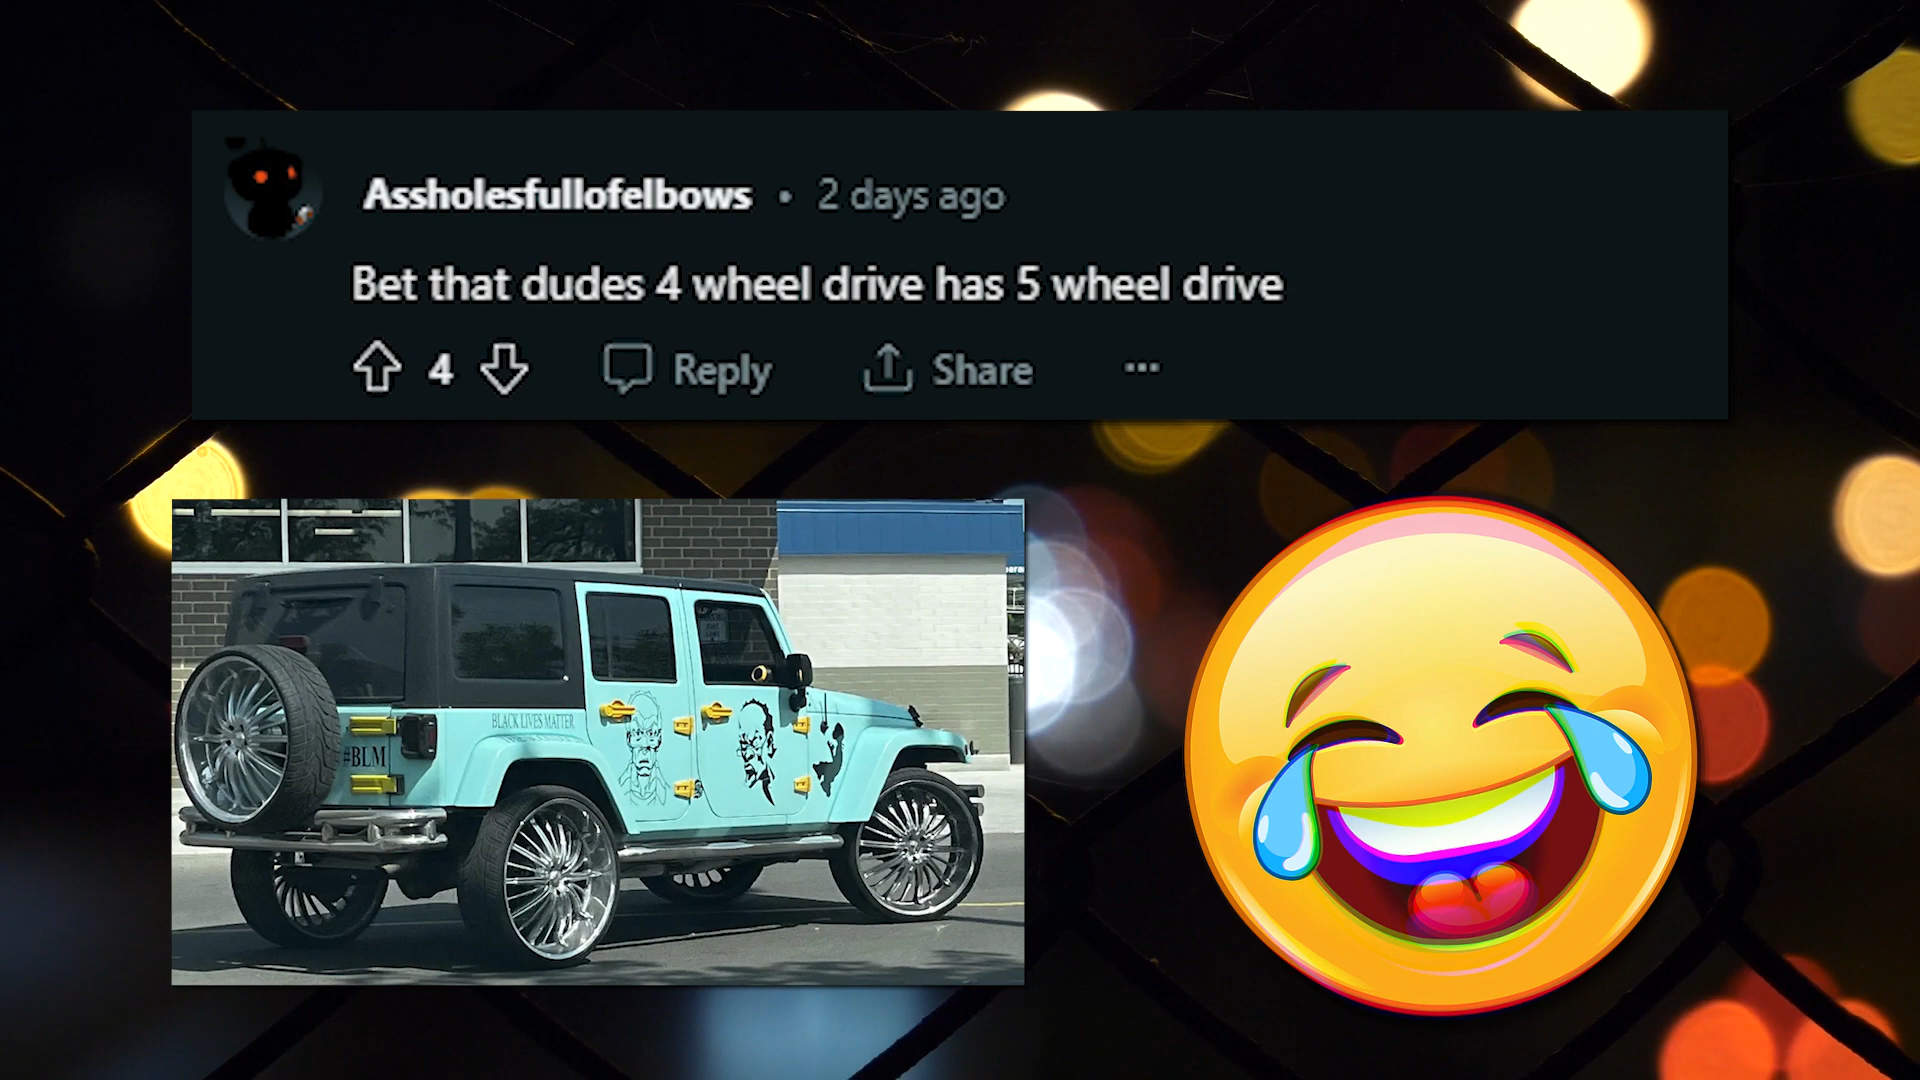 Assholesfullofelbows • 2 days ago
Bet that dudes 4 wheel drive has 5 wheel drive
4 Reply Share ...
BLACK LIVES MATTER
#BLM